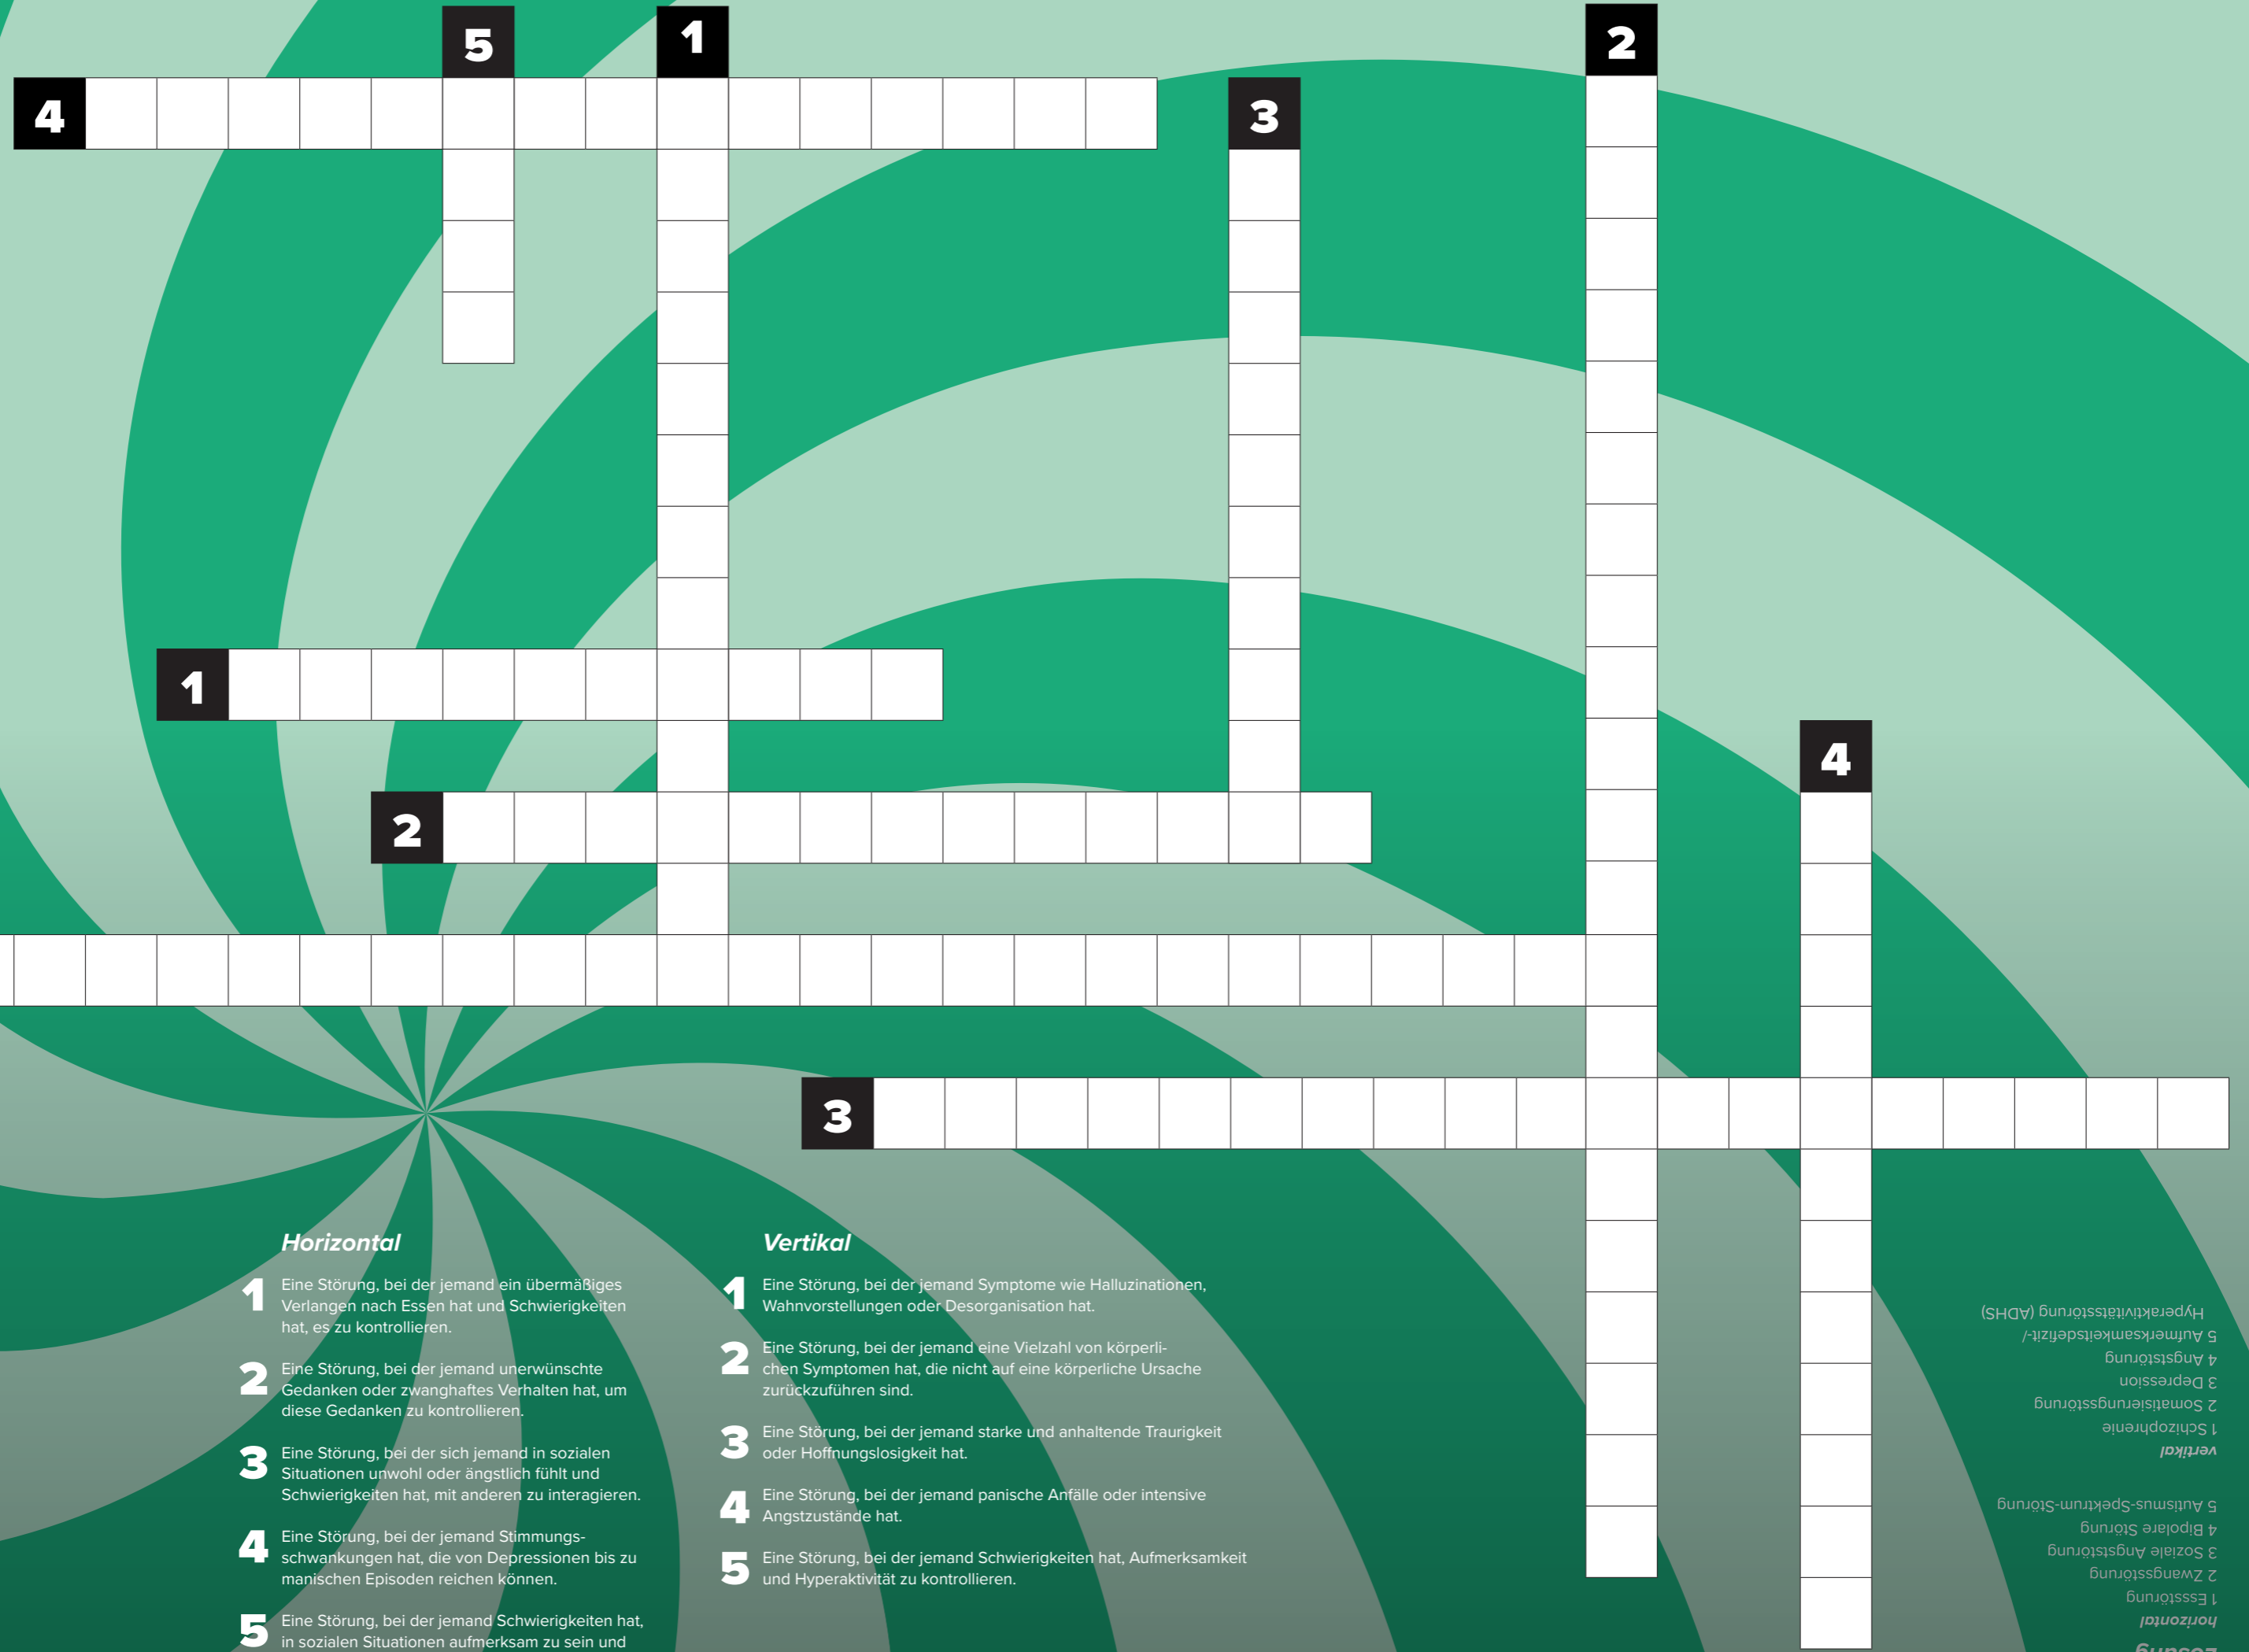 5
1
2
4
3
1
4
2
3
Horizontal
1 Eine Störung, bei der jemand ein übermäßiges
Verlangen nach Essen hat und Schwierigkeiten
hat, es zu kontrollieren.
2 Eine Störung, bei der jemand unerwünschte
Gedanken oder zwanghaftes Verhalten hat, um
diese Gedanken zu kontrollieren.
3 Eine Störung, bei der sich jemand in sozialen
Situationen unwohl oder ängstlich fühlt und
Schwierigkeiten hat, mit anderen zu interagieren.
4 Eine Störung, bei der jemand Stimmungs-
schwankungen hat, die von Depressionen bis zu
manischen Episoden reichen können.
5 Eine Störung, bei der jemand Schwierigkeiten hat,
in sozialen Situationen aufmerksam zu sein und
Vertikal
1 Eine Störung, bei der jemand Symptome wie Halluzinationen,
Wahnvorstellungen oder Desorganisation hat.
2 Eine Störung, bei der jemand eine Vielzahl von körperli-
chen Symptomen hat, die nicht auf eine körperliche Ursache
zurückzuführen sind.
3 Eine Störung, bei der jemand starke und anhaltende Traurigkeit
oder Hoffnungslosigkeit hat.
4 Eine Störung, bei der jemand panische Anfälle oder intensive
Angstzustände hat.
5 Eine Störung, bei der jemand Schwierigkeiten hat, Aufmerksamkeit
und Hyperaktivität zu kontrollieren.
Lösung
horizontal
1 Essstörung
2 Zwangsstörung
3 Soziale Angststörung
4 Bipolare Störung
5 Autismus-Spektrum-Störung
vertikal
1 Schizophrenie
2 Somatisierungsstörung
3 Depression
4 Angststörung
5 Aufmerksamkeitsdefizit-/
Hyperaktivitätsstörung (ADHS)